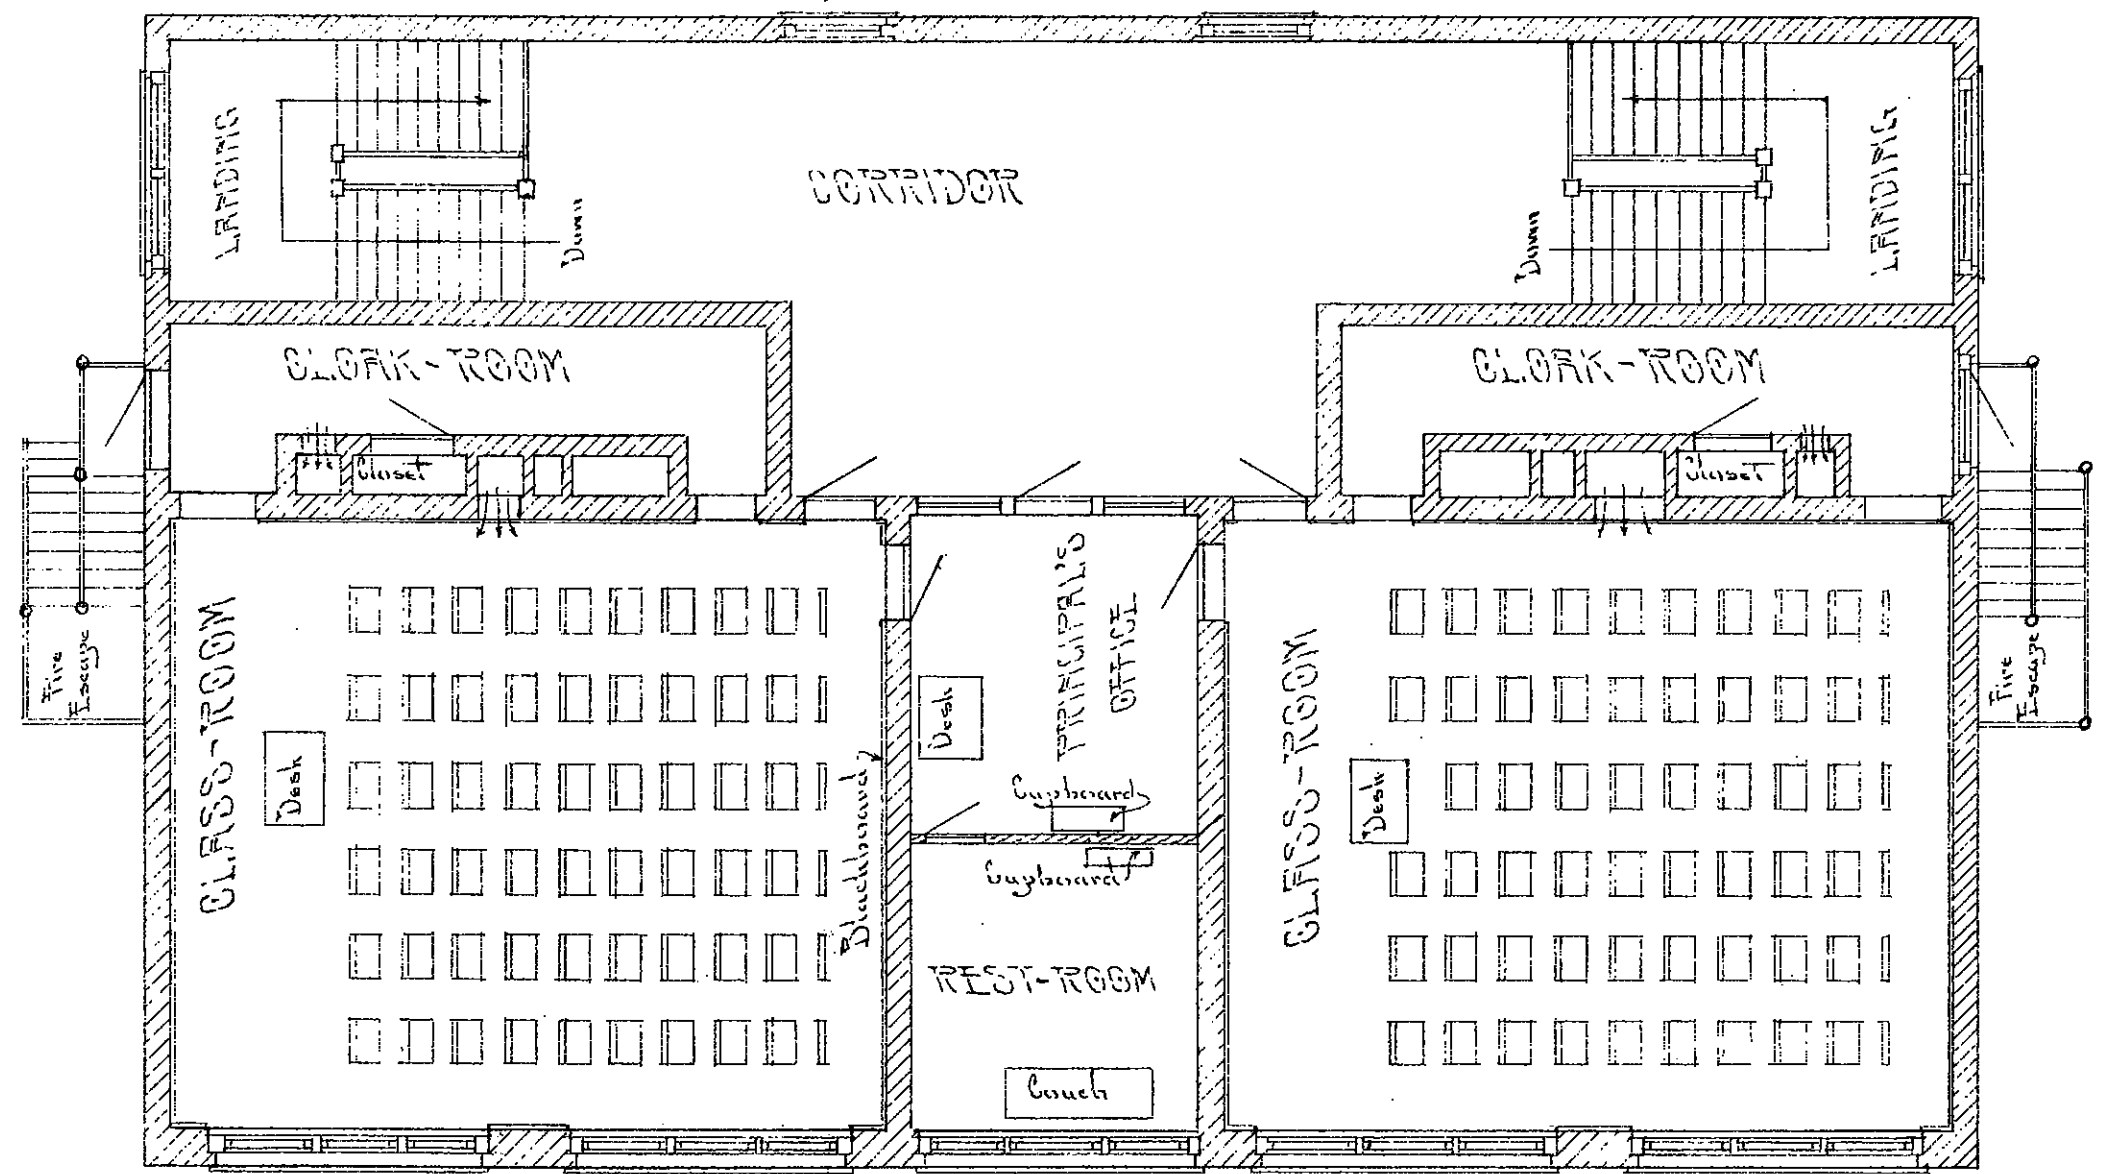 LANDING
CORRIDOR
LANDING
Down
Down
CLOAK-ROOM
CLOAK-ROOM
Closet
Closet
CLASS-ROOM
PRINCIPAL'S
OFFICE
CLASS-ROOM
Fire
Escape
Fire
Escape
Desk
Desk
Desk
Blackboard
Cupboard
Cupboard
REST-ROOM
Couch